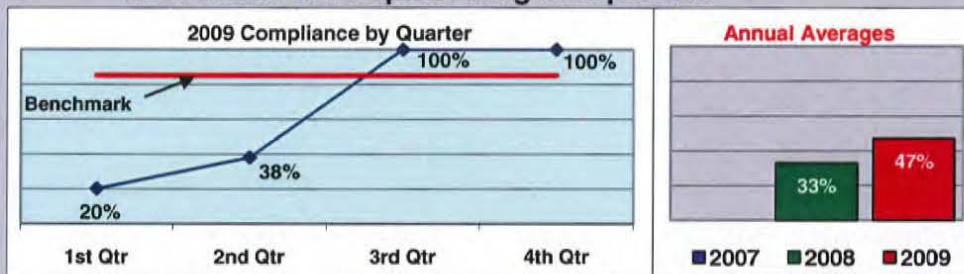 2009 Compliance by Quarter
100%
100%
Benchmark
38%
20%
1st Qtr 2nd Qtr 3rd Qtr 4th Qtr
Annual Averages
33%
47%
2007 2008 2009